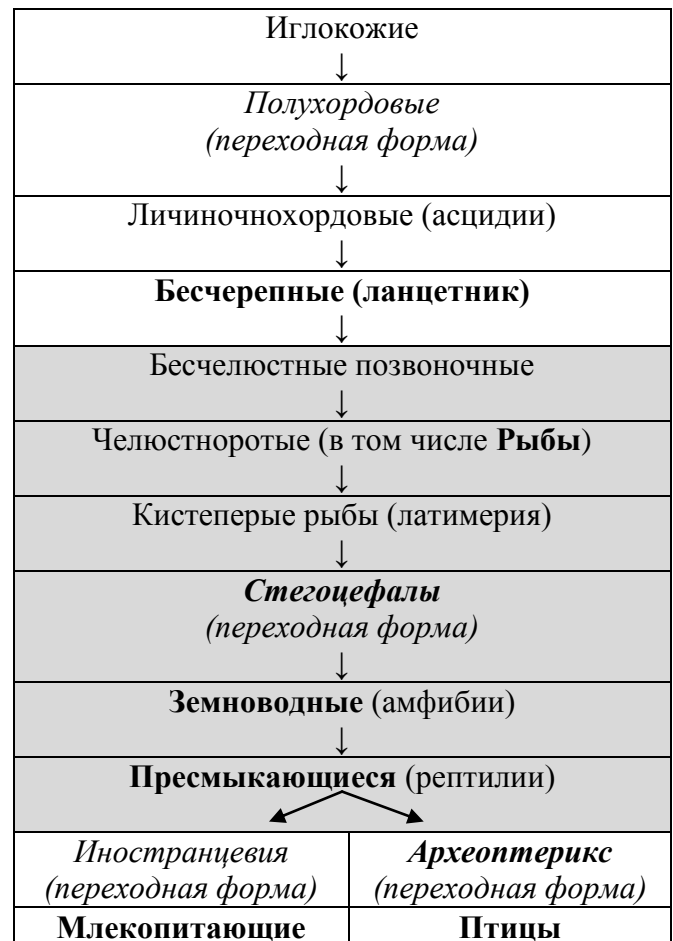 Иглокожие
↓
Полухордовые
(переходная форма)
↓
Личиночнохордовые (асцидии)
↓
Бесчерепные (ланцетник)
↓
Бесчелюстные позвоночные
↓
Челюстноротые (в том числе Рыбы)
↓
Кистеперые рыбы (латимерия)
↓
Стегоцефалы
(переходная форма)
↓
Земноводные (амфибии)
↓
Пресмыкающиеся (рептилии)
Иностранцевия
(переходная форма)
Археоптерикс
(переходная форма)
Млекопитающие
Птицы